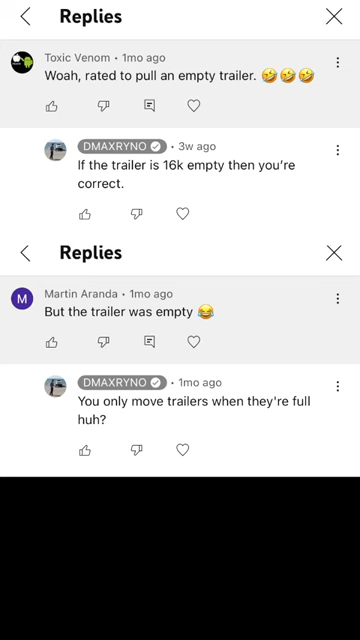 Replies
Toxic Venom • 1mo ago
Woah, rated to pull an empty trailer. 🤣🤣🤣
DMAXRYNO • 3w ago
If the trailer is 16k empty then you're
correct.
Replies
M
Martin Aranda • 1mo ago
But the trailer was empty 😂
DMAXRYNO • 1mo ago
You only move trailers when they're full
huh?